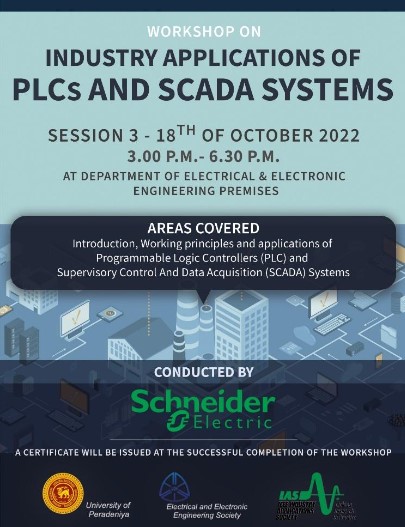 WORKSHOP ON
INDUSTRY APPLICATIONS OF
PLCs AND SCADA SYSTEMS
SESSION 3 - 18TH OF OCTOBER 2022
3.00 P.M.- 6.30 P.M.
AT DEPARTMENT OF ELECTRICAL & ELECTRONIC
ENGINEERING PREMISES
AREAS COVERED
Introduction, Working principles and applications of
Programmable Logic Controllers (PLC) and
Supervisory Control And Data Acquisition (SCADA) Systems
CONDUCTED BY
Schneider
Electric
A CERTIFICATE WILL BE ISSUED AT THE SUCCESSFUL COMPLETION OF THE WORKSHOP
University of
Peradeniya
Electrical and Electronic
Engineering Society
IAS